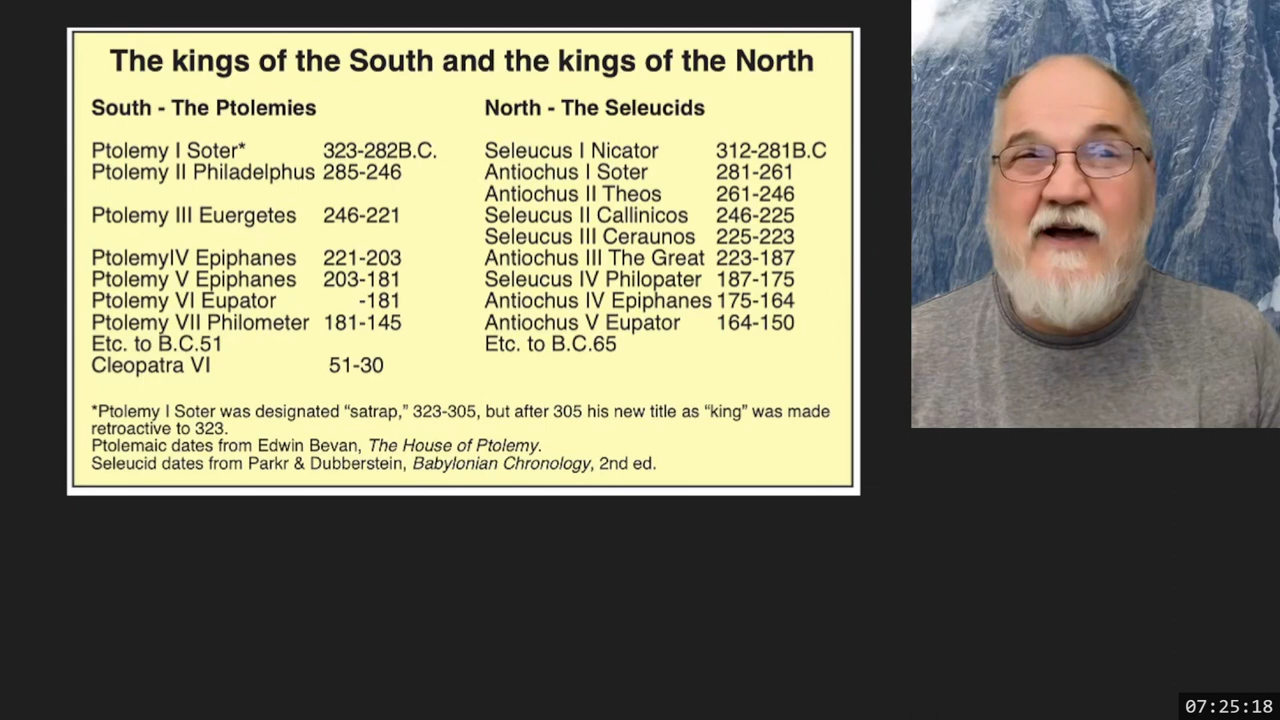 The kings of the South and the kings of the North
South - The Ptolemies
Ptolemy I Soter* 323-282B.C.
Ptolemy II Philadelphus 285-246
Ptolemy III Euergetes 246-221
PtolemyIV Epiphanes 221-203
Ptolemy V Epiphanes 203-181
Ptolemy VI Eupator -181
Ptolemy VII Philometer 181-145
Etc. to B.C.51
Cleopatra VI 51-30
North - The Seleucids
Seleucus I Nicator 312-281B.C
Antiochus I Soter 281-261
Antiochus II Theos 261-246
Seleucus II Callinicos 246-225
Seleucus III Ceraunos 225-223
Antiochus III The Great 223-187
Seleucus IV Philopater 187-175
Antiochus IV Epiphanes 175-164
Antiochus V Eupator 164-150
Etc. to B.C.65
*Ptolemy I Soter was designated “satrap,” 323-305, but after 305 his new title as “king” was made
retroactive to 323.
Ptolemaic dates from Edwin Bevan, The House of Ptolemy.
Seleucid dates from Parkr & Dubberstein, Babylonian Chronology, 2nd ed.
07:25:18